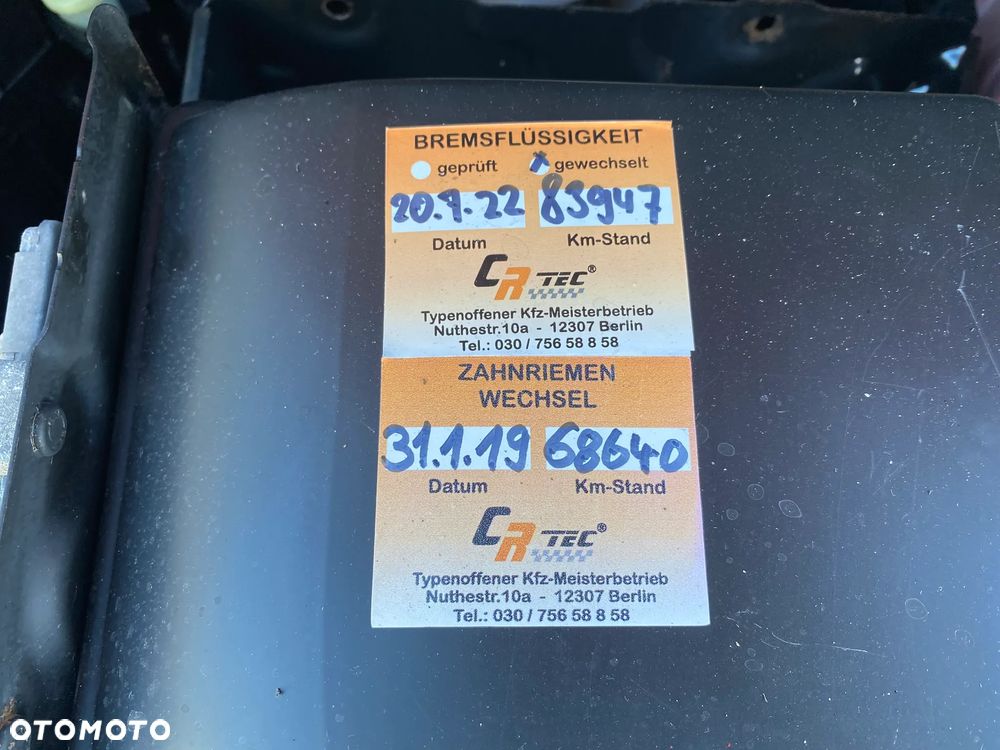 BREMSFLÜSSIGKEIT
geprüft gewechselt
20.7.22 83947
Datum Km-Stand
CR TEC®
Typenoffener Kfz-Meisterbetrieb
Nuthestr.10a - 12307 Berlin
Tel.: 030 / 756 58 8 58
ZAHNRIEMEN
WECHSEL
31.1.19 68640
Datum Km-Stand
CR TEC®
Typenoffener Kfz-Meisterbetrieb
Nuthestr.10a - 12307 Berlin
Tel.: 030 / 756 58 8 58
OTOMOTO